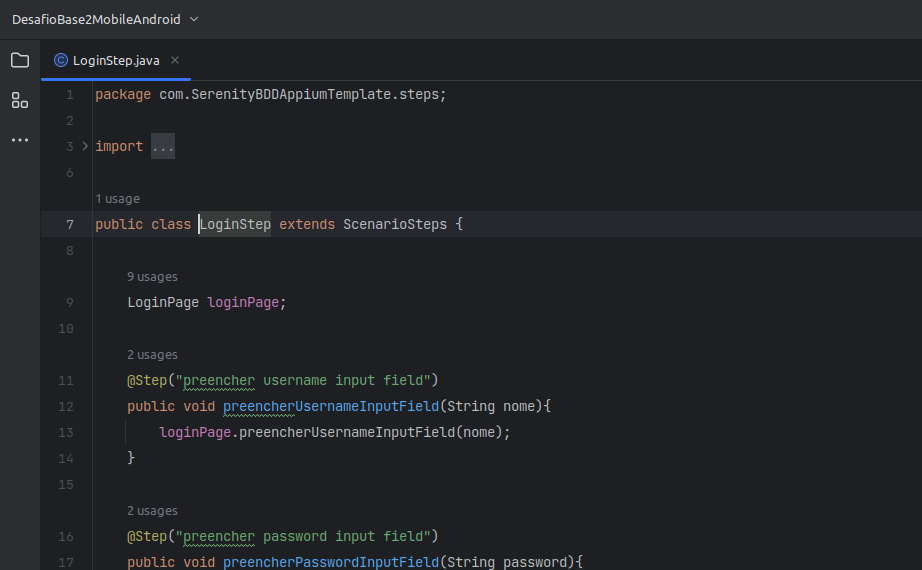 DesafioBase2MobileAndroid
LoginStep.java
1 package com.SerenityBDDAppiumTemplate.steps;
2
3 import ...
6
1 usage
7 public class LoginStep extends ScenarioSteps {
8
9 usages
9 LoginPage loginPage;
10
2 usages
11 @Step("preencher username input field")
12 public void preencherUsernameInputField(String nome){
13 loginPage.preencherUsernameInputField(nome);
14 }
15
2 usages
16 @Step("preencher password input field")
17 public void preencherPasswordInputField(String password){